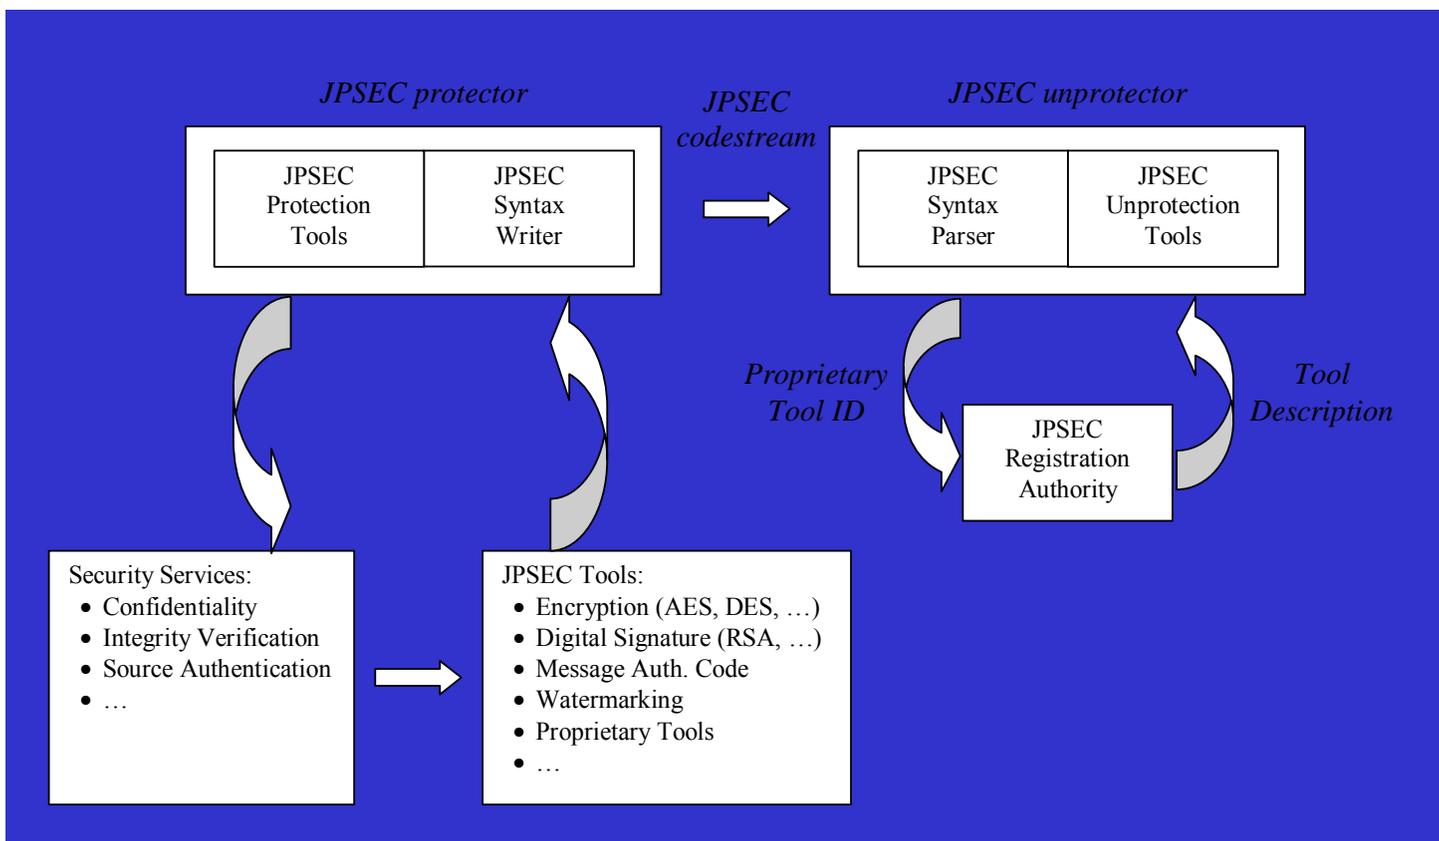 JPSEC protector
JPSEC
codestream
JPSEC unprotector
JPSEC
Protection
Tools
JPSEC
Syntax
Writer
JPSEC
Syntax
Parser
JPSEC
Unprotection
Tools
Proprietary
Tool ID
JPSEC
Registration
Authority
Tool
Description
Security Services:
• Confidentiality
• Integrity Verification
• Source Authentication
• …
JPSEC Tools:
• Encryption (AES, DES, …)
• Digital Signature (RSA, …)
• Message Auth. Code
• Watermarking
• Proprietary Tools
• …